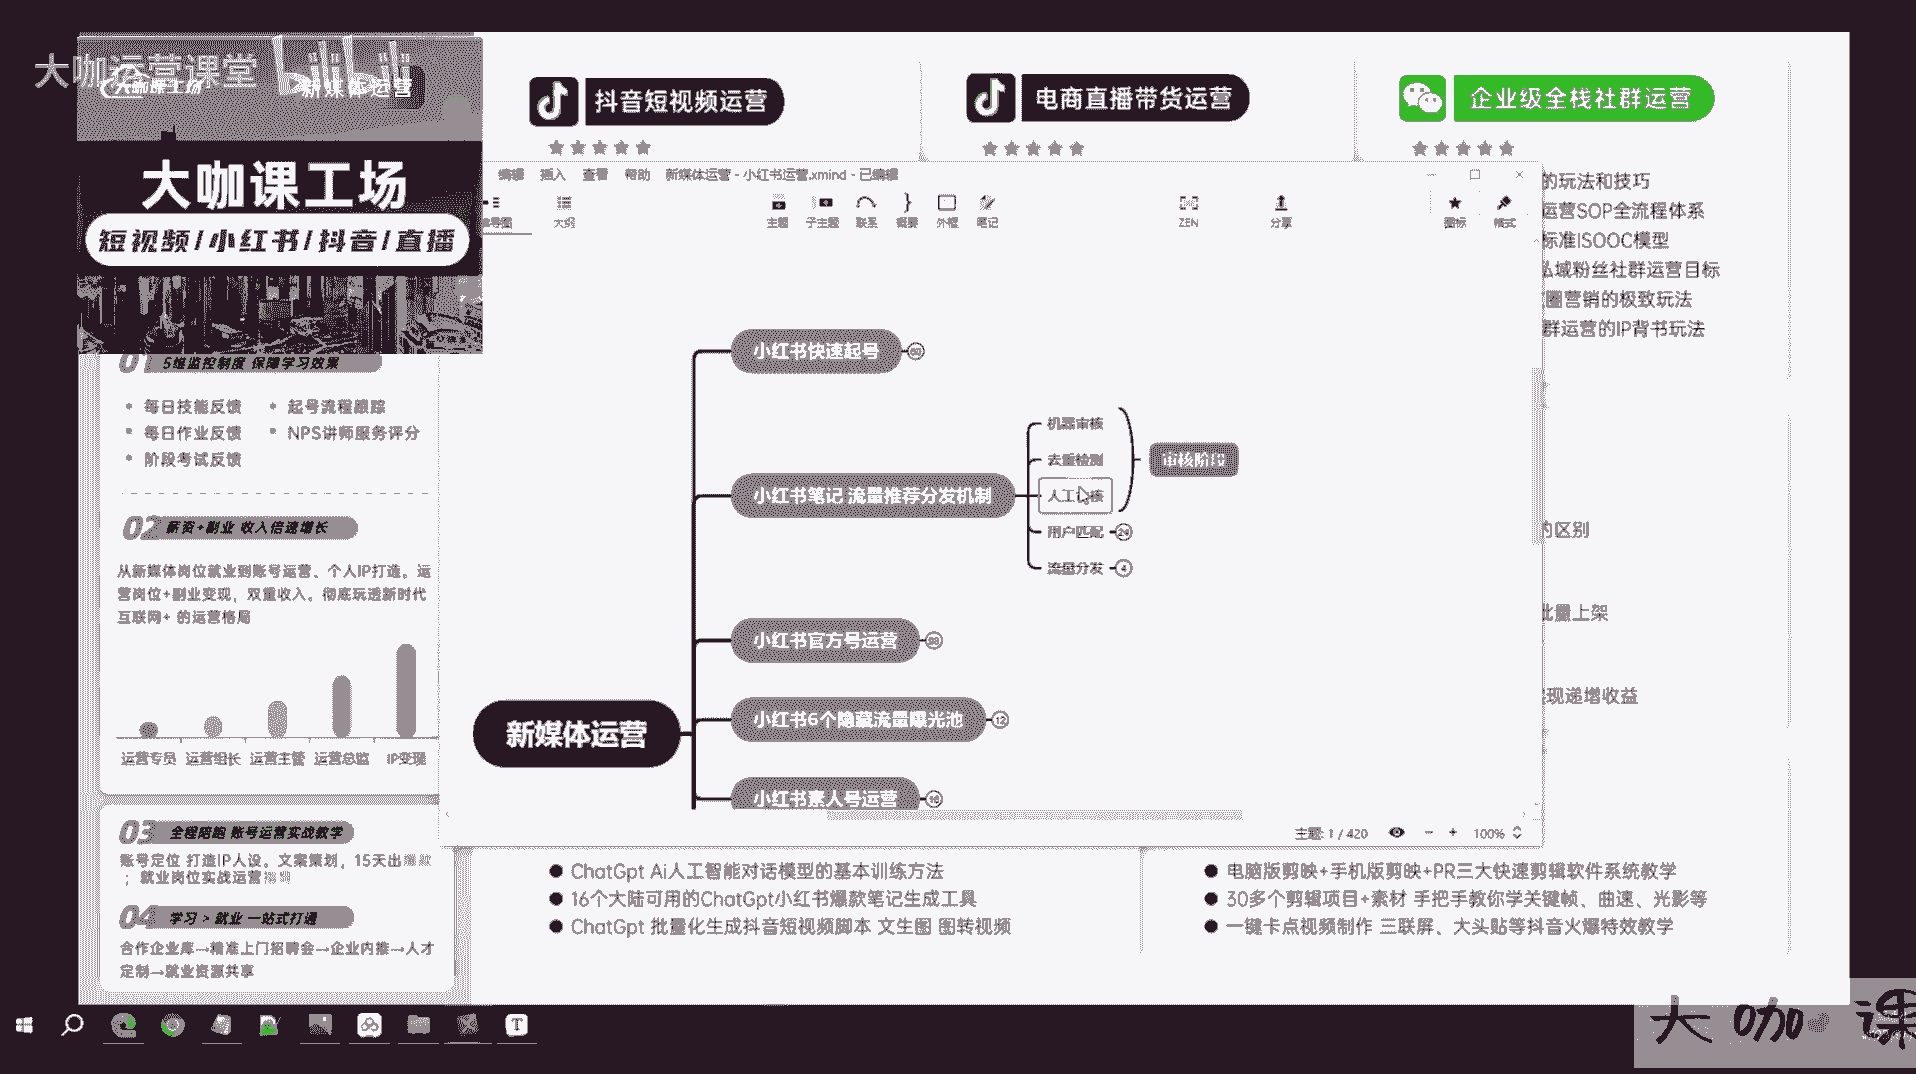 大咖运营课堂
bilibili
大咖课工场
新媒体运营
大咖课工场
短视频/小红书/抖音/直播
抖音短视频运营
电商直播带货运营
企业级全栈社群运营
的玩法和技巧
运营SOP全流程体系
标准ISOOC模型
私域粉丝社群运营目标
圈营销的极致玩法
群运营的IP背书玩法
的区别
批量上架
现递增收益
编辑 插入 查看 帮助 新媒体运营 - 小红书运营.xmind - 已编辑
导图 大纲 主题 子主题 联系 概要 外框 笔记 ZEN 分享 图标 格式
小红书快速起号 60
机器审核
去重检测
审核阶段
小红书笔记 流量推荐分发机制
用户匹配 24
流量分发 4
小红书官方号运营 98
小红书6个隐藏流量曝光池 12
新媒体运营
小红书素人号运营 16
主题: 1 / 420 100%
01 5维监控制度 保障学习效果
每日技能反馈 起号流程跟踪
每日作业反馈 NPS讲师服务评分
阶段考试反馈
02 薪资+副业 收入倍速增长
从新媒体岗位就业到账号运营、个人IP打造。运
营岗位+副业变现，双重收入。彻底玩透新时代
互联网+ 的运营格局
运营专员 运营组长 运营主管 运营总监 IP变现
03 全程陪跑 账号运营实战教学
账号定位 打造IP人设。文案策划，15天出爆款
；就业岗位实战运营
04 学习 > 就业 一站式打通
合作企业库→精准上门招聘会→企业内推→人才
定制→就业资源共享
ChatGpt Ai人工智能对话模型的基本训练方法
16个大陆可用的ChatGpt小红书爆款笔记生成工具
ChatGpt 批量化生成抖音短视频脚本 文生图 图转视频
电脑版剪映+手机版剪映+PR三大快速剪辑软件系统教学
30多个剪辑项目+素材 手把手教你学关键帧、曲速、光影等
一键卡点视频制作 三联屏、大头贴等抖音火爆特效教学
大咖 课